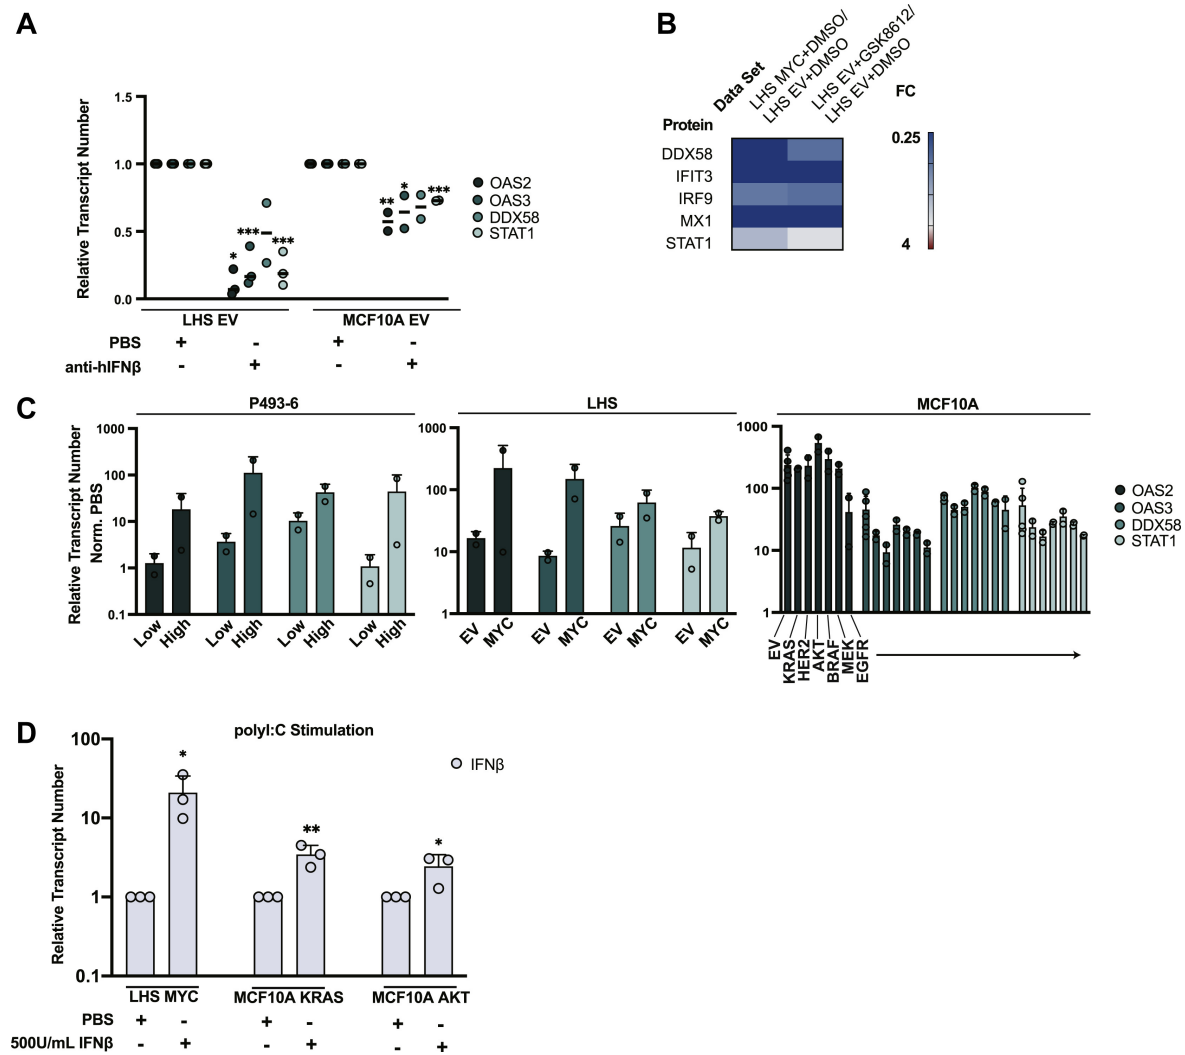 A
Relative Transcript Number
1.5
1.0
0.5
0.0
** * ***
* *** ***
OAS2
OAS3
DDX58
STAT1
LHS EV MCF10A EV
PBS + - + -
anti-hIFNβ - + - +
B
Data Set
LHS MYC+DMSO/
LHS EV+DMSO
LHS EV+GSK8612/
LHS EV+DMSO
Protein
DDX58
IFIT3
IRF9
MX1
STAT1
FC
0.25
4
C
P493-6
Relative Transcript Number
Norm. PBS
1000
100
10
1
0.1
Low High Low High Low High Low High
LHS
1000
100
10
1
EV MYC EV MYC EV MYC EV MYC
MCF10A
1000
100
10
1
EV
KRAS
HER2
AKT
BRAF
MEK
EGFR
OAS2
OAS3
DDX58
STAT1
D
polyI:C Stimulation
Relative Transcript Number
100
10
1
0.1
* ** *
IFNβ
LHS MYC MCF10A KRAS MCF10A AKT
PBS + - + - + -
500U/mL IFNβ - + - + - +